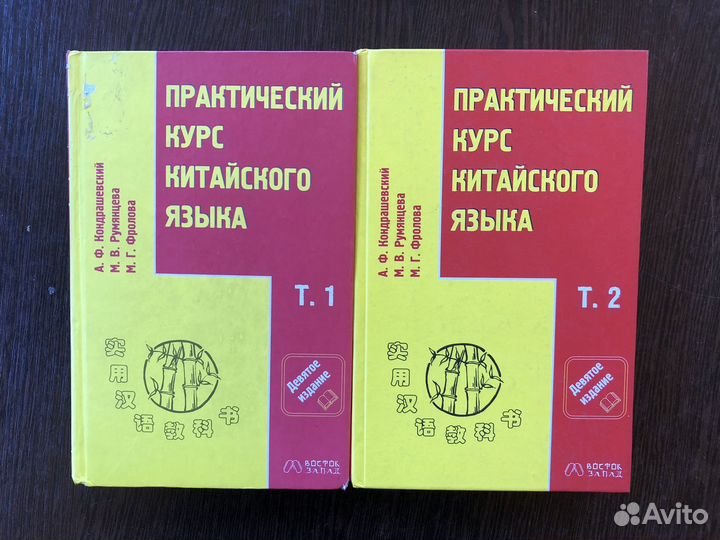 ПРАКТИЧЕСКИЙ
КУРС
КИТАЙСКОГО
ЯЗЫКА
А. Ф. Кондрашевский
М. В. Румянцева
М. Г. Фролова
Т. 1
实用汉语教科书
Девятое
издание
ВОСТОК
ЗАПАД
ПРАКТИЧЕСКИЙ
КУРС
КИТАЙСКОГО
ЯЗЫКА
А. Ф. Кондрашевский
М. В. Румянцева
М. Г. Фролова
Т. 2
实用汉语教科书
Девятое
издание
ВОСТОК
ЗАПАД
Avito